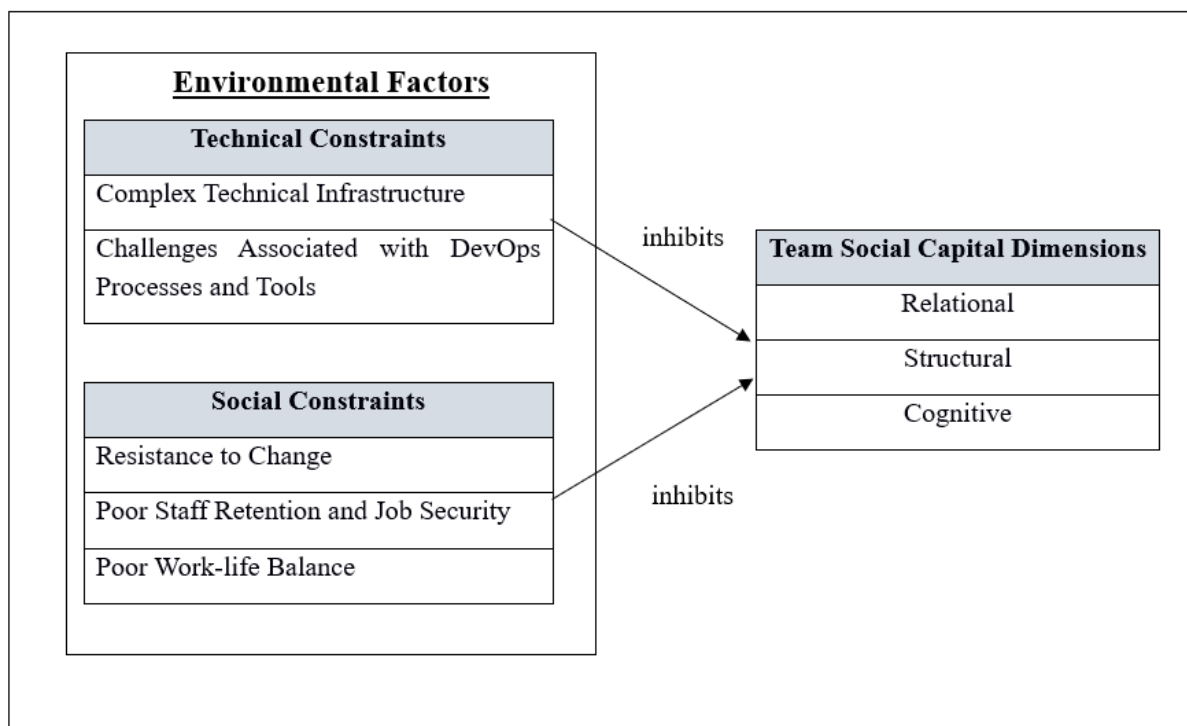 Environmental Factors
Technical Constraints
Complex Technical Infrastructure
Challenges Associated with DevOps
Processes and Tools
Social Constraints
Resistance to Change
Poor Staff Retention and Job Security
Poor Work-life Balance
inhibits
inhibits
Team Social Capital Dimensions
Relational
Structural
Cognitive